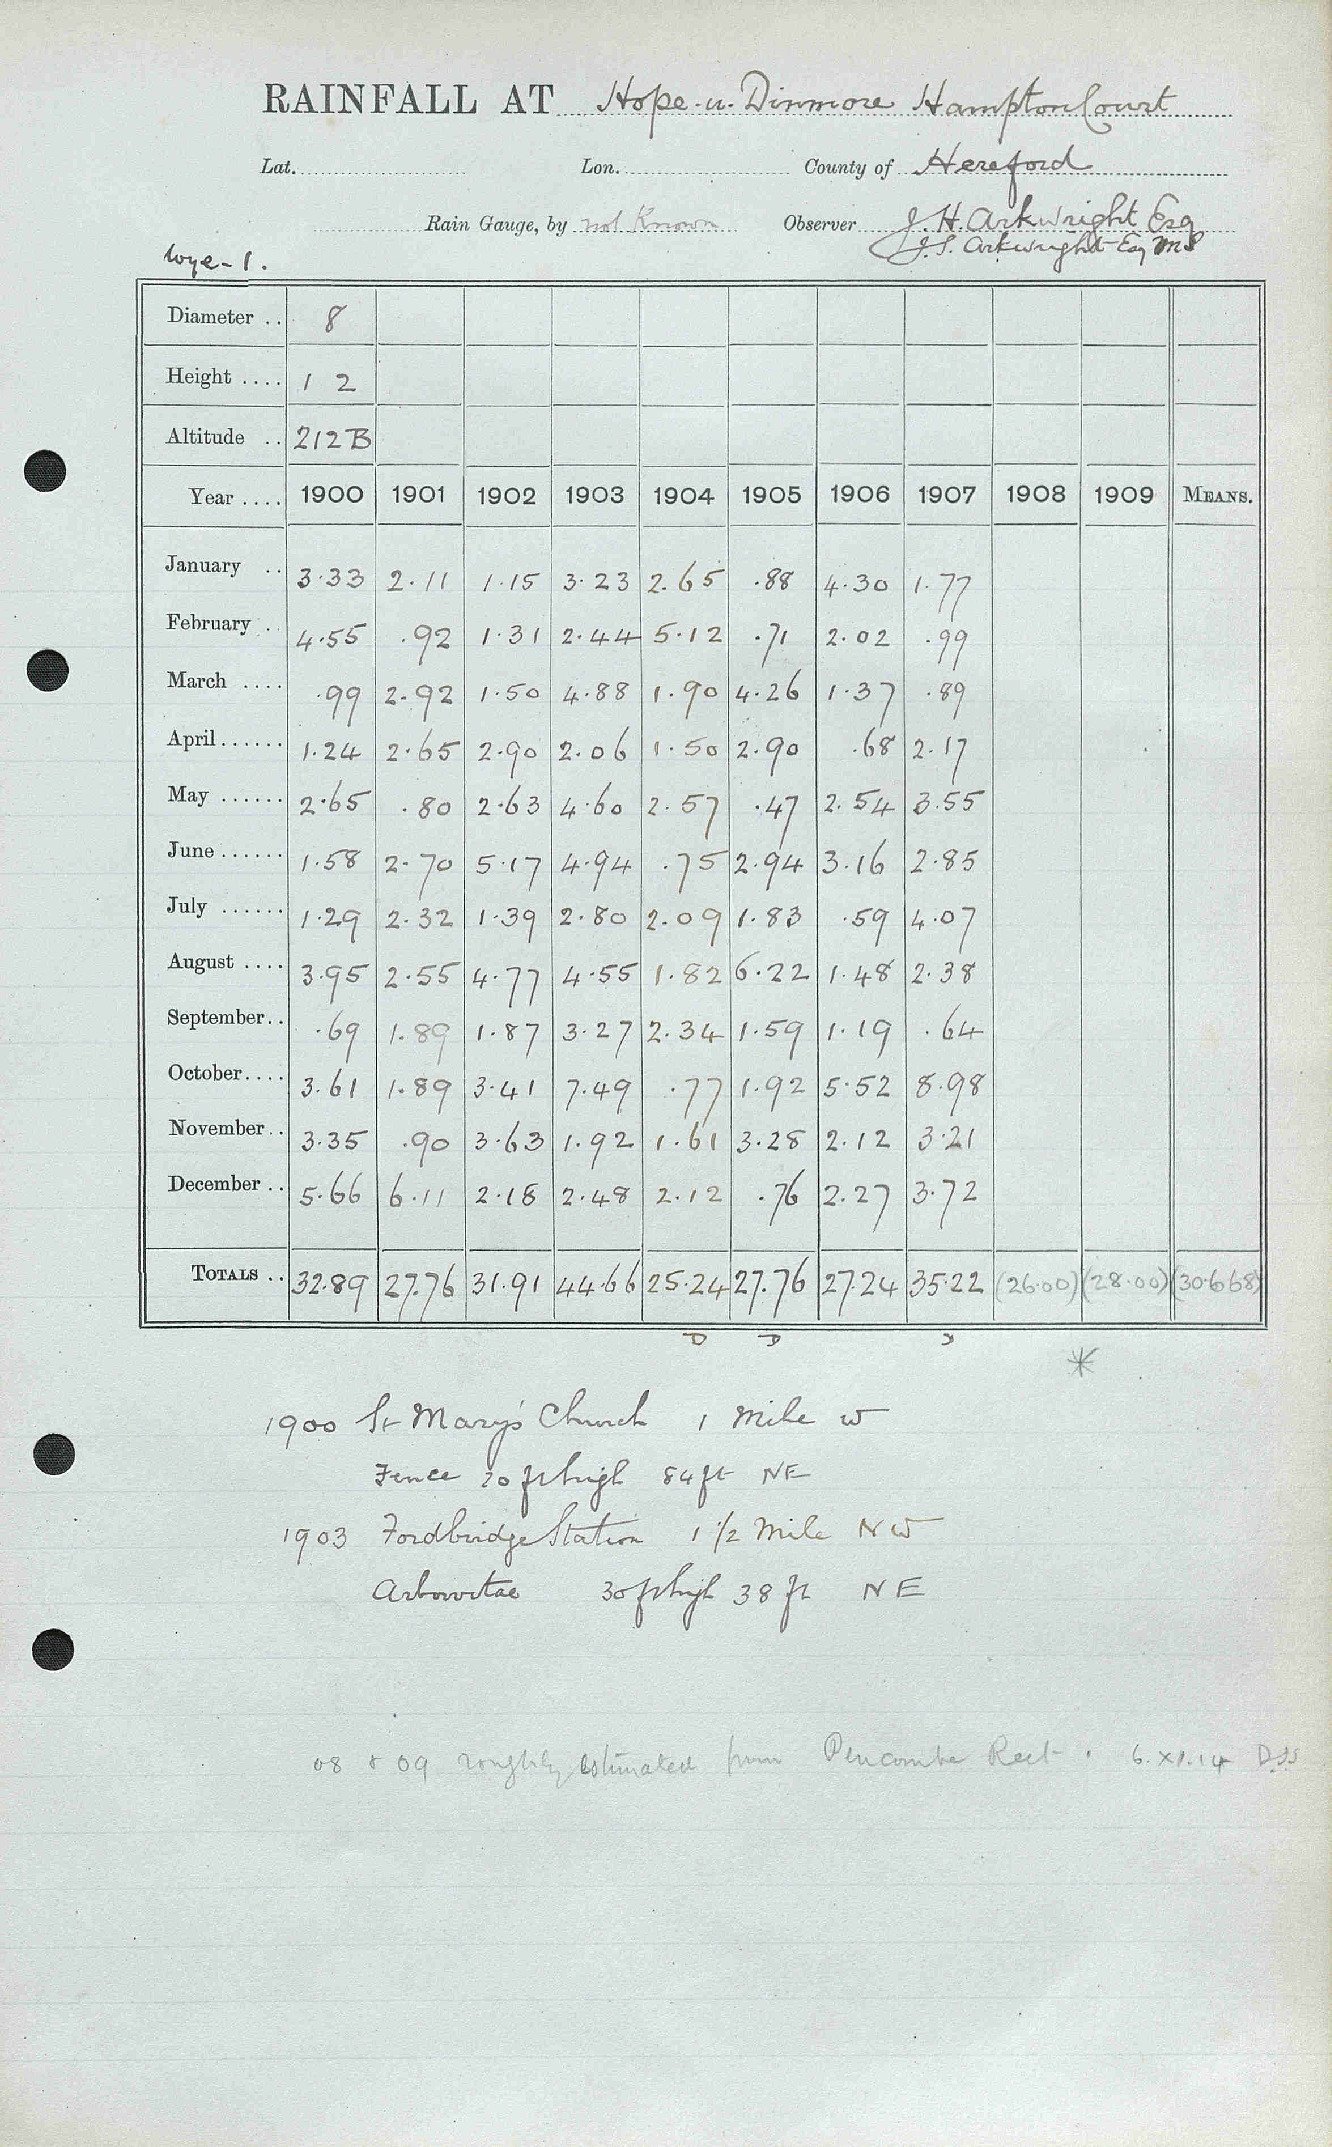 RAINFALL AT Hope-u-Dinmore Hampton Court
Lat. Lon. County of Hereford
Rain Gauge, by not Known Observer J. H. Arkwright Esq
J. S. Arkwright Esq MP
Wye-1.
Diameter .. 8
Height .... 1 2
Altitude .. 212 B
Year .... 1900 1901 1902 1903 1904 1905 1906 1907 1908 1909 MEANS.
January .. 3.33 2.11 1.15 3.23 2.65 .88 4.30 1.77
February .. 4.55 .92 1.31 2.44 5.12 .71 2.02 .99
March .... .99 2.92 1.50 4.88 1.90 4.26 1.37 .89
April ...... 1.24 2.65 2.90 2.06 1.50 2.90 .68 2.17
May ...... 2.65 .80 2.63 4.60 2.57 .47 2.54 3.55
June ...... 1.58 2.70 5.17 4.94 .75 2.94 3.16 2.85
July ...... 1.29 2.32 1.39 2.80 2.09 1.83 .59 4.07
August .... 3.95 2.55 4.77 4.55 1.82 6.22 1.48 2.38
September.. .69 1.89 1.87 3.27 2.34 1.59 1.19 .64
October.... 3.61 1.89 3.41 7.49 .77 1.92 5.52 8.98
November.. 3.35 .90 3.63 1.92 1.61 3.28 2.12 3.21
December .. 5.66 6.11 2.18 2.48 2.12 .76 2.27 3.72
TOTALS .. 32.89 27.76 31.91 44.66 25.24 27.76 27.24 35.22 (26.00) (28.00) (30.668)
D D D
*
1900 St Mary's Church 1 Mile W
Fence 20 ft high 84 ft NE
1903 Fordbridge Station 1 1/2 Mile NW
Arborvitae 30 ft high 38 ft NE
08 & 09 roughly estimated from Pencombe Rect. 6.XI.14